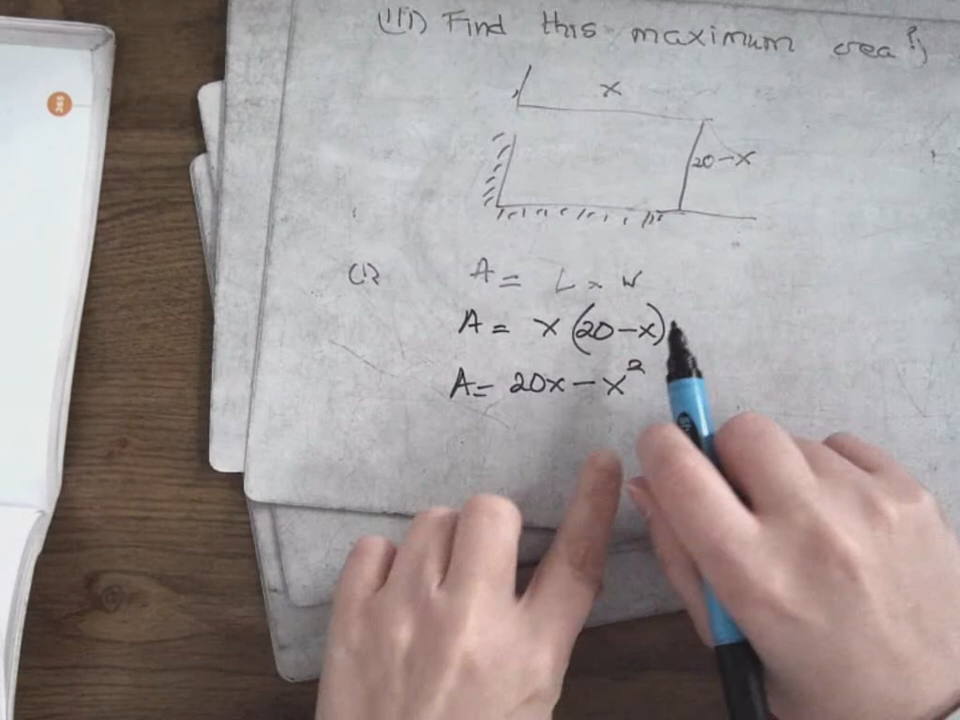 (iii) Find this maximum area?
x
20-x
(i) A = L x W
A = x(20-x)
A = 20x - x²